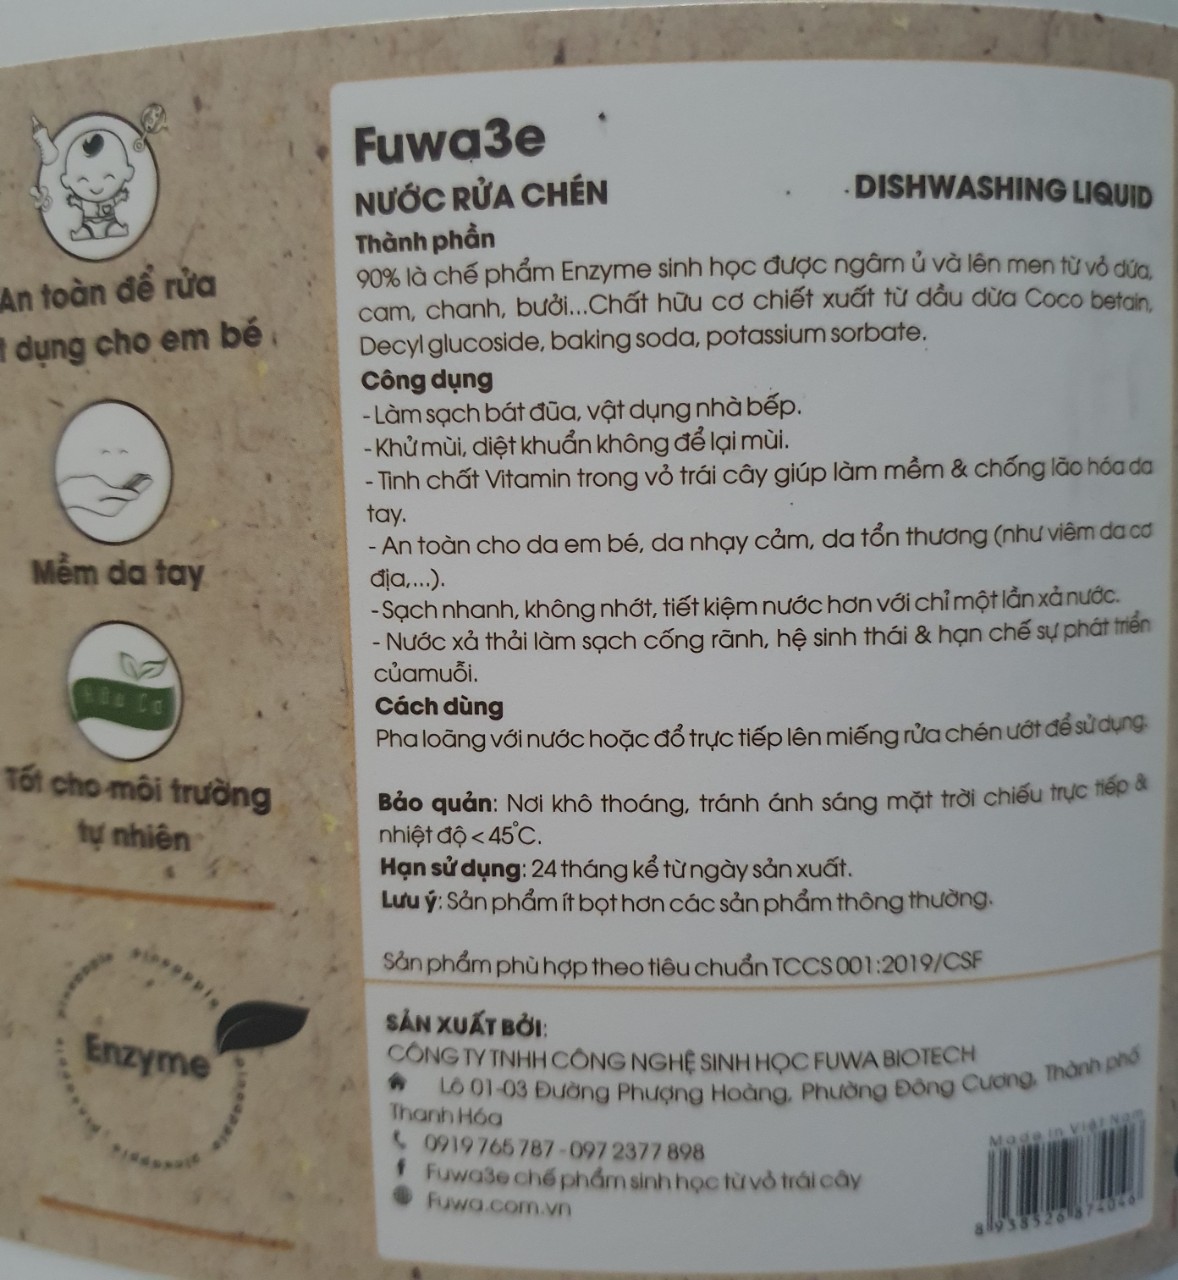 An toàn để rửa
dụng cho em bé
Mềm da tay
Hữu Cơ
Tốt cho môi trường
tự nhiên
pineapple pineapple pineapple pineapple
Enzyme
Fuwa3e
NƯỚC RỬA CHÉN
DISHWASHING LIQUID
Thành phần
90% là chế phẩm Enzyme sinh học được ngâm ủ và lên men từ vỏ dứa,
cam, chanh, bưởi...Chất hữu cơ chiết xuất từ dầu dừa Coco betain,
Decyl glucoside, baking soda, potassium sorbate.
Công dụng
- Làm sạch bát đũa, vật dụng nhà bếp.
- Khử mùi, diệt khuẩn không để lại mùi.
- Tinh chất Vitamin trong vỏ trái cây giúp làm mềm & chống lão hóa da
tay.
- An toàn cho da em bé, da nhạy cảm, da tổn thương (như viêm da cơ
địa,...).
- Sạch nhanh, không nhớt, tiết kiệm nước hơn với chỉ một lần xả nước.
- Nước xả thải làm sạch cống rãnh, hệ sinh thái & hạn chế sự phát triển
củamuỗi.
Cách dùng
Pha loãng với nước hoặc đổ trực tiếp lên miếng rửa chén ướt để sử dụng.
Bảo quản: Nơi khô thoáng, tránh ánh sáng mặt trời chiếu trực tiếp &
nhiệt độ < 45°C.
Hạn sử dụng: 24 tháng kể từ ngày sản xuất.
Lưu ý: Sản phẩm ít bọt hơn các sản phẩm thông thường.
Sản phẩm phù hợp theo tiêu chuẩn TCCS 001:2019/CSF
SẢN XUẤT BỞI:
CÔNG TY TNHH CÔNG NGHỆ SINH HỌC FUWA BIOTECH
Lô 01-03 Đường Phượng Hoàng, Phường Đông Cương, Thành phố
Thanh Hóa
0919 765 787 - 097 2377 898
Fuwa3e chế phẩm sinh học từ vỏ trái cây
Fuwa.com.vn
Made in Việt Nam
8 938526 874046